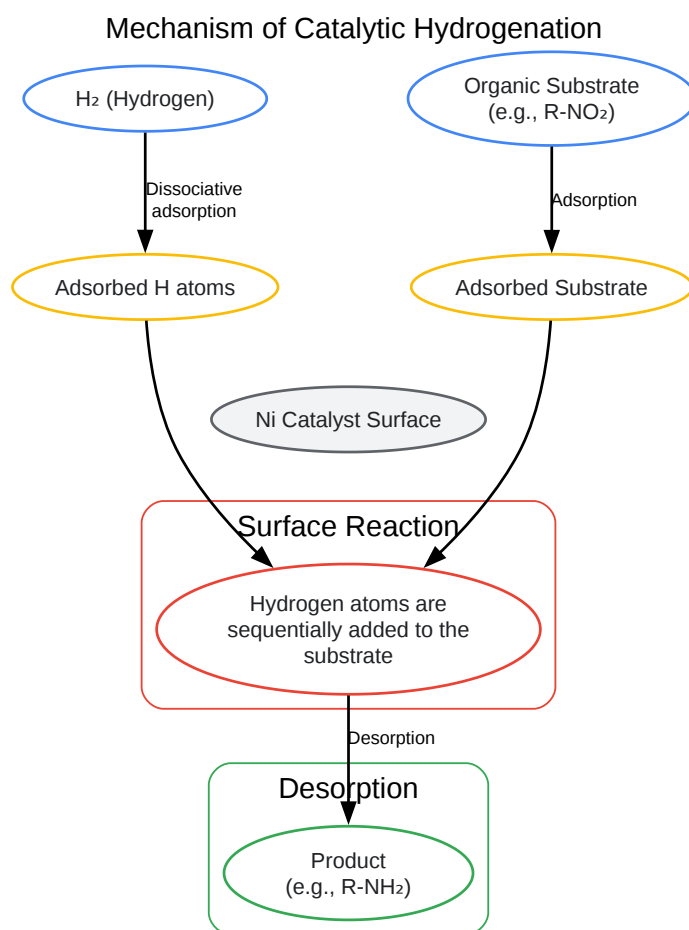 Mechanism of Catalytic Hydrogenation
H₂ (Hydrogen)
Organic Substrate
(e.g., R-NO₂)
Dissociative
adsorption
Adsorption
Adsorbed H atoms
Adsorbed Substrate
Ni Catalyst Surface
Surface Reaction
Hydrogen atoms are
sequentially added to the
substrate
Desorption
Desorption
Product
(e.g., R-NH₂)